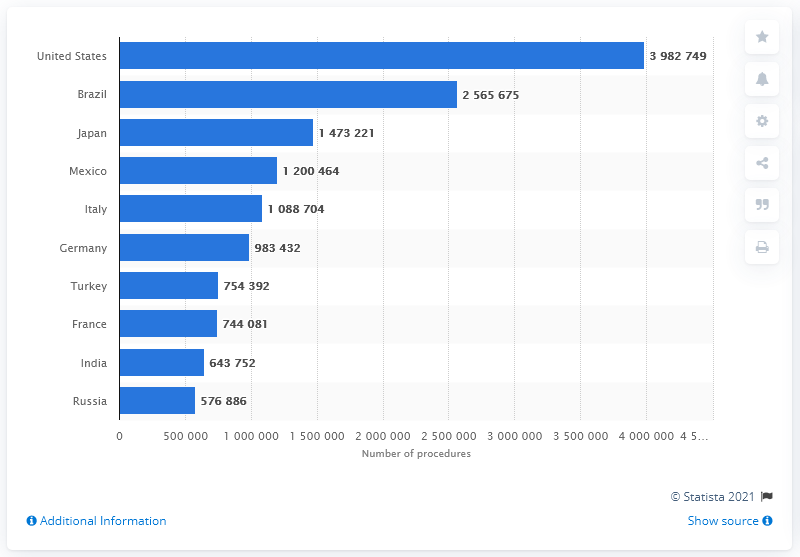 United States 3 982 749
Brazil 2 565 675
Japan 1 473 221
Mexico 1 200 464
Italy 1 088 704
Germany 983 432
Turkey 754 392
France 744 081
India 643 752
Russia 576 886
0 500 000 1 000 000 1 500 000 2 000 000 2 500 000 3 000 000 3 500 000 4 000 000 4 5...
Number of procedures
© Statista 2021
Additional Information Show source